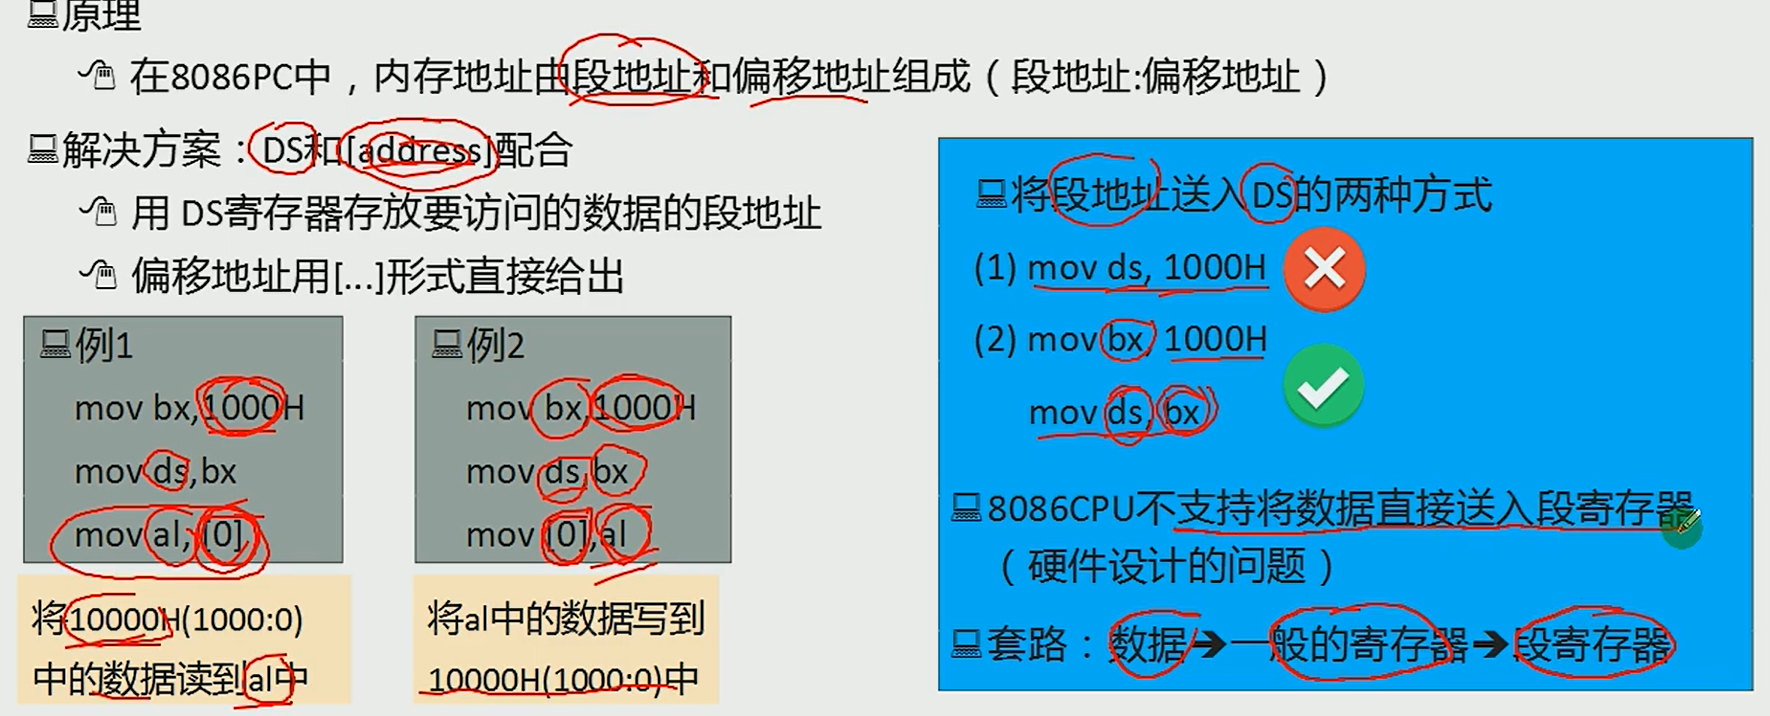 原理
在8086PC中，内存地址由段地址和偏移地址组成（段地址:偏移地址）
解决方案：DS和[address]配合
用 DS寄存器存放要访问的数据的段地址
偏移地址用[...]形式直接给出
例1
mov bx,1000H
mov ds,bx
mov al, [0]
将10000H(1000:0)
中的数据读到al中
例2
mov bx,1000H
mov ds,bx
mov [0],al
将al中的数据写到
10000H(1000:0)中
将段地址送入DS的两种方式
(1) mov ds, 1000H
(2) mov bx, 1000H
mov ds, bx
8086CPU不支持将数据直接送入段寄存器
（硬件设计的问题）
套路：数据➔一般的寄存器➔段寄存器